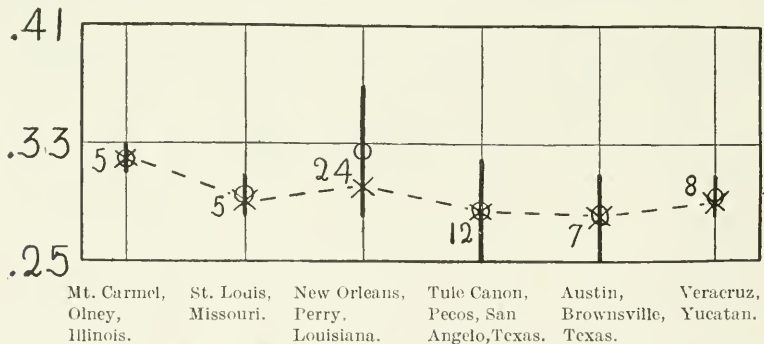 .41
.33
.25
5
5
24
12
7
8
Mt. Carmel,
Olney,
Illinois.
St. Louis,
Missouri.
New Orleans,
Perry,
Louisiana.
Tule Canon,
Pecos, San
Angelo, Texas.
Austin,
Brownsville,
Texas.
Veracruz,
Yucatan.